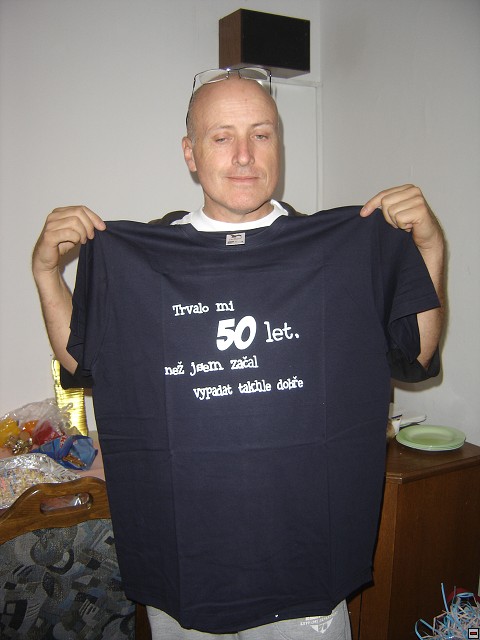 Trvalo mi
50 let.
než jsem začal
vypadat takhle dobře